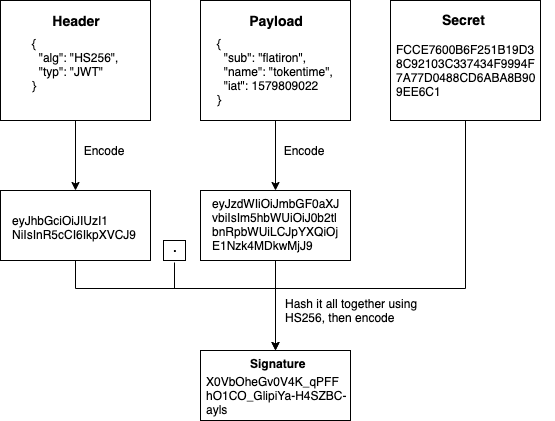 Header
{
"alg": "HS256",
"typ": "JWT"
}
Payload
{
"sub": "flatiron",
"name": "tokentime",
"iat": 1579809022
}
Secret
FCCE7600B6F251B19D3
8C92103C337434F9994F
7A77D0488CD6ABA8B90
9EE6C1
Encode
Encode
eyJhbGciOiJIUzI1
NiIsInR5cCI6IkpXVCJ9
.
eyJzdWIiOiJmbGF0aXJ
vbiIsIm5hbWUiOiJ0b2tl
bnRpbWUiLCJpYXQiOj
E1Nzk4MDkwMjJ9
Hash it all together using
HS256, then encode
Signature
X0VbOheGv0V4K_qPFF
hO1CO_GlipiYa-H4SZBC-
ayls